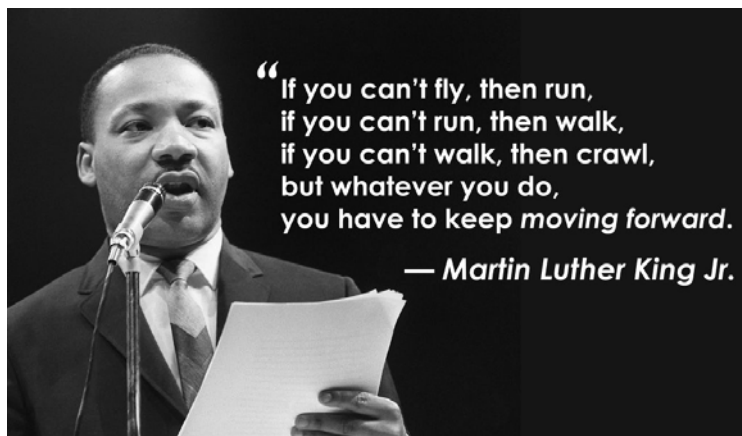 “If you can’t fly, then run,
if you can’t run, then walk,
if you can’t walk, then crawl,
but whatever you do,
you have to keep moving forward.
— Martin Luther King Jr.